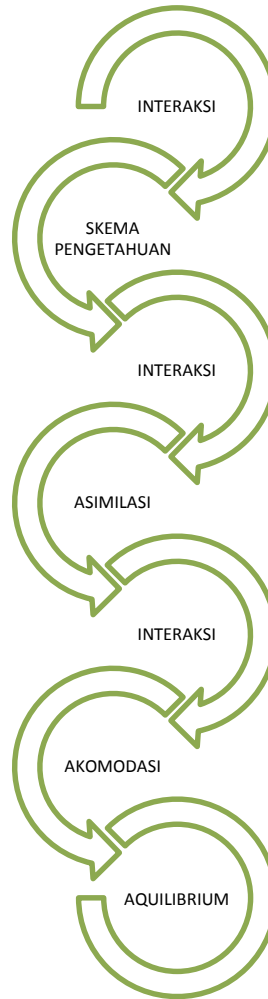 INTERAKSI
SKEMA
PENGETAHUAN
INTERAKSI
ASIMILASI
INTERAKSI
AKOMODASI
AQUILIBRIUM